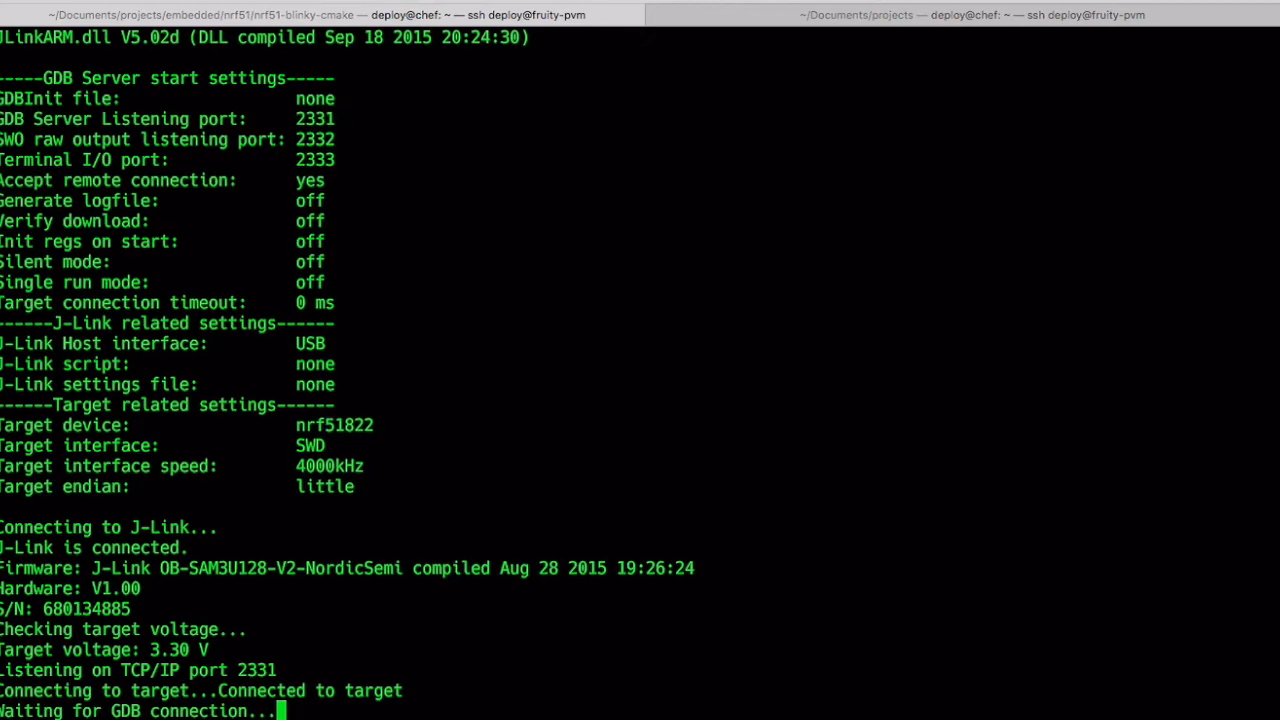 ~/Documents/projects/embedded/nrf51/nrf51-blinky-cmake — deploy@chef: ~ — ssh deploy@fruity-pvm
~/Documents/projects — deploy@chef: ~ — ssh deploy@fruity-pvm
JLinkARM.dll V5.02d (DLL compiled Sep 18 2015 20:24:30)
-----GDB Server start settings-----
GDBInit file: none
GDB Server Listening port: 2331
SWO raw output listening port: 2332
Terminal I/O port: 2333
Accept remote connection: yes
Generate logfile: off
Verify download: off
Init regs on start: off
Silent mode: off
Single run mode: off
Target connection timeout: 0 ms
------J-Link related settings------
J-Link Host interface: USB
J-Link script: none
J-Link settings file: none
------Target related settings------
Target device: nrf51822
Target interface: SWD
Target interface speed: 4000kHz
Target endian: little
Connecting to J-Link...
J-Link is connected.
Firmware: J-Link OB-SAM3U128-V2-NordicSemi compiled Aug 28 2015 19:26:24
Hardware: V1.00
S/N: 680134885
Checking target voltage...
Target voltage: 3.30 V
Listening on TCP/IP port 2331
Connecting to target...Connected to target
Waiting for GDB connection...